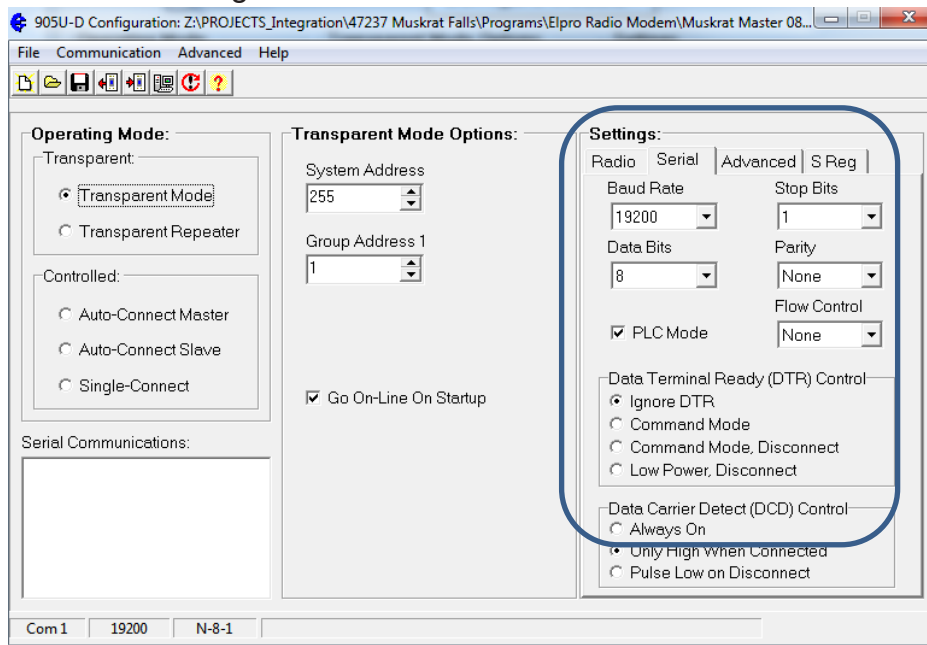 905U-D Configuration: Z:\PROJECTS_Integration\47237 Muskrat Falls\Programs\Elpro Radio Modem\Muskrat Master 08...
File Communication Advanced Help
Operating Mode:
Transparent:
Transparent Mode
Transparent Repeater
Controlled:
Auto-Connect Master
Auto-Connect Slave
Single-Connect
Serial Communications:
Transparent Mode Options:
System Address
255
Group Address 1
1
Go On-Line On Startup
Settings:
Radio Serial Advanced S Reg
Baud Rate Stop Bits
19200 1
Data Bits Parity
8 None
Flow Control
PLC Mode None
Data Terminal Ready (DTR) Control
Ignore DTR
Command Mode
Command Mode, Disconnect
Low Power, Disconnect
Data Carrier Detect (DCD) Control
Always On
Only High When Connected
Pulse Low on Disconnect
Com 1 19200 N-8-1